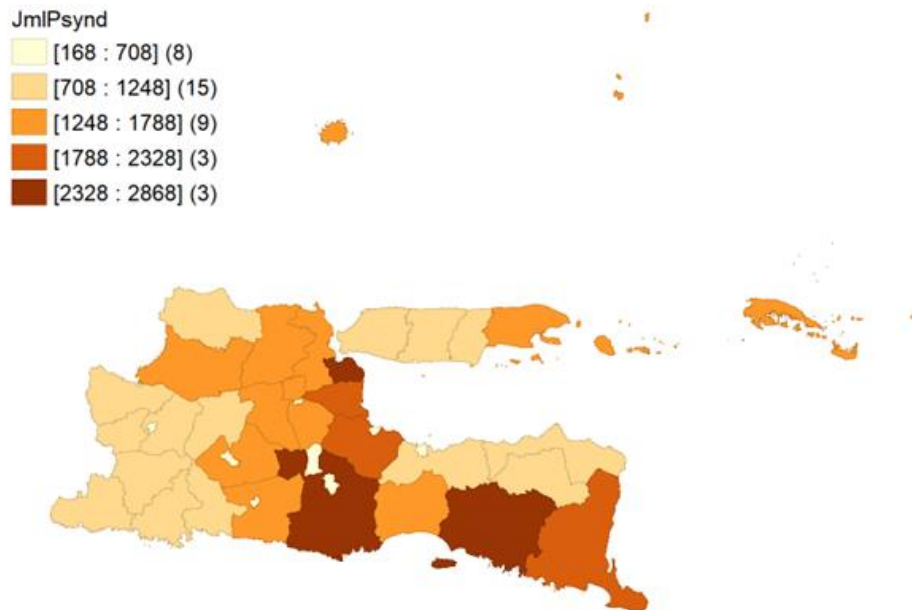 JmlPsynd
[168 : 708] (8)
[708 : 1248] (15)
[1248 : 1788] (9)
[1788 : 2328] (3)
[2328 : 2868] (3)